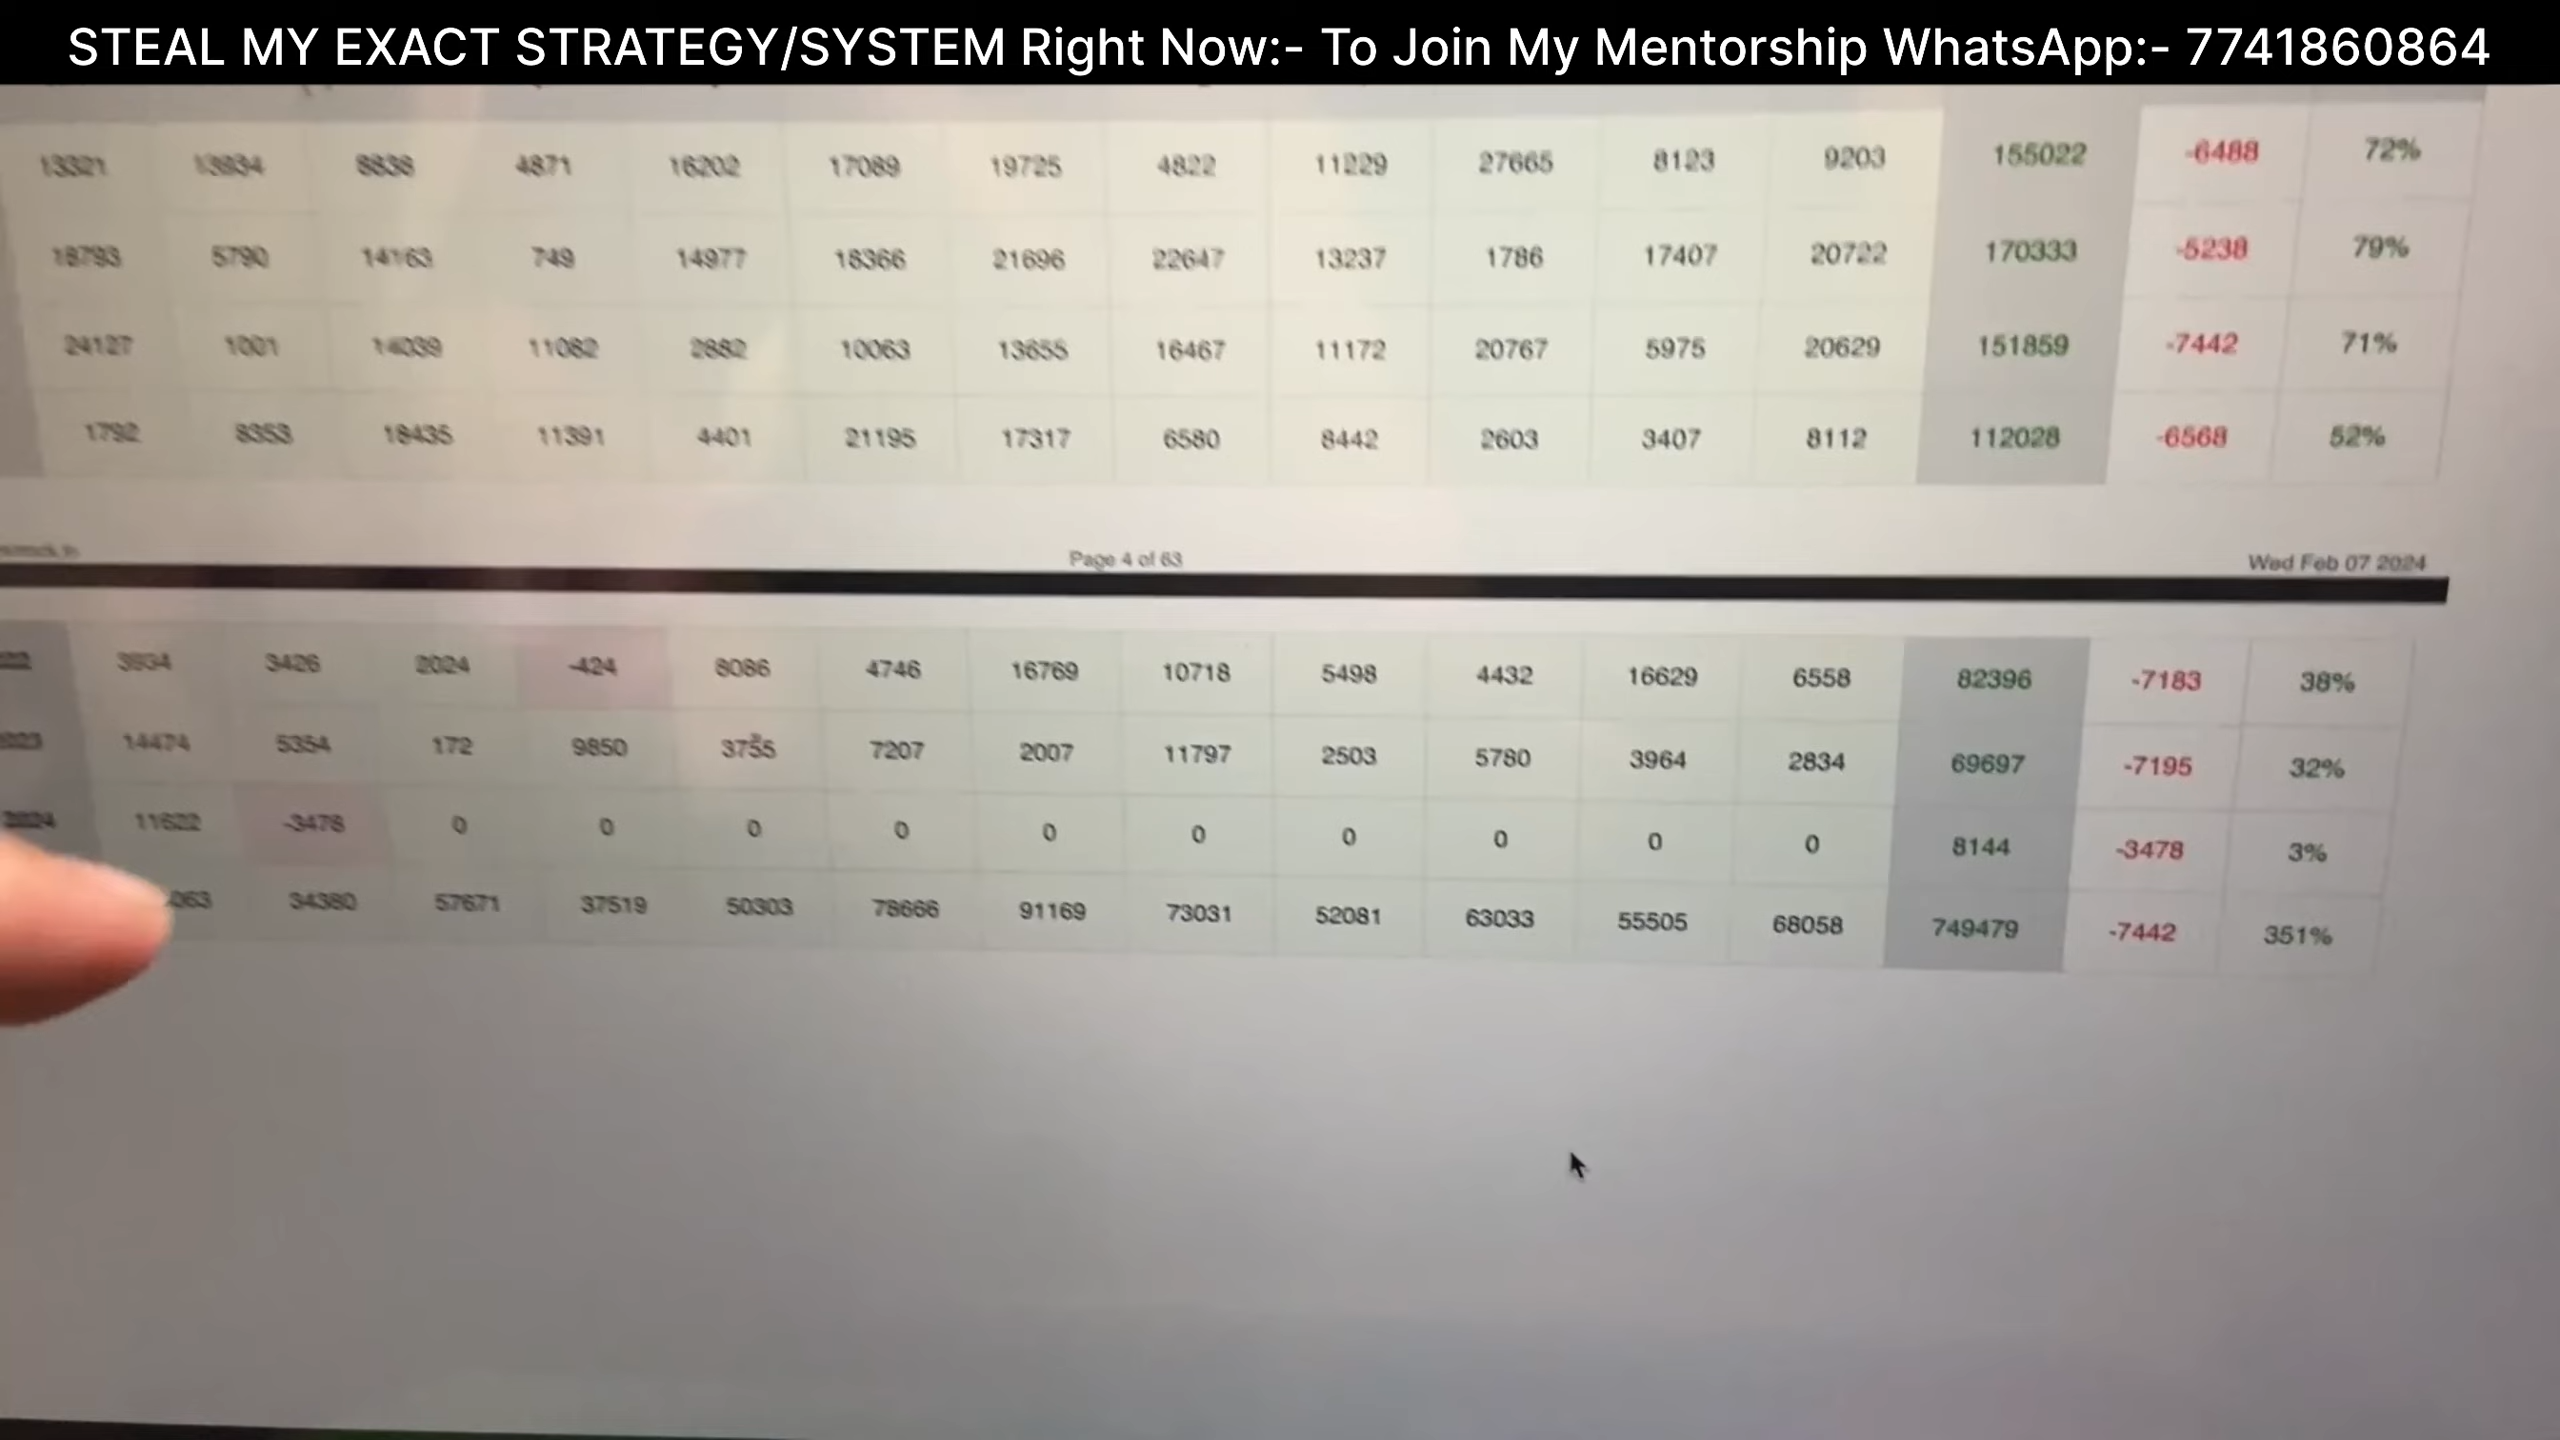 STEAL MY EXACT STRATEGY/SYSTEM Right Now:- To Join My Mentorship WhatsApp:- 7741860864
13321 13934 8838 4871 16202 17089 19725 4822 11229 27665 8123 9203 155022 -6488 72%
18793 5790 14163 749 14977 18366 21696 22647 13237 1786 17407 20722 170333 -5238 79%
24127 1001 14039 11082 2882 10063 13655 16467 11172 20767 5975 20629 151859 -7442 71%
1792 8353 18435 11391 4401 21195 17317 6580 8442 2603 3407 8112 112028 -6568 52%
Page 4 of 63 Wed Feb 07 2024
3934 3426 2024 -424 8086 4746 16769 10718 5498 4432 16629 6558 82396 -7183 38%
14474 5354 172 9850 3755 7207 2007 11797 2503 5780 3964 2834 69697 -7195 32%
2024 11622 -3478 0 0 0 0 0 0 0 0 0 0 8144 -3478 3%
063 34380 57671 37519 50303 78666 91169 73031 52081 63033 55505 68058 749479 -7442 351%